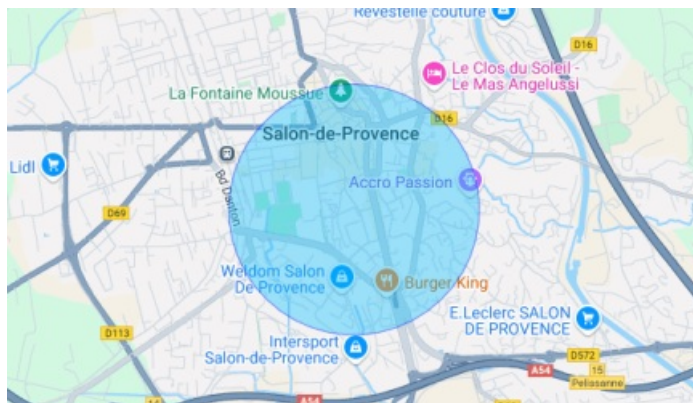 Revestelle couture
D16
Le Clos du Soleil -
Le Mas Angelussi
La Fontaine Moussue
D16
Salon-de-Provence
Lidl
Bd Danton
Accro Passion
D69
Weldom Salon
De Provence
Burger King
E.Leclerc SALON
DE PROVENCE
D113
Intersport
Salon-de-Provence
D572
15
A54
Pelissanne
A54